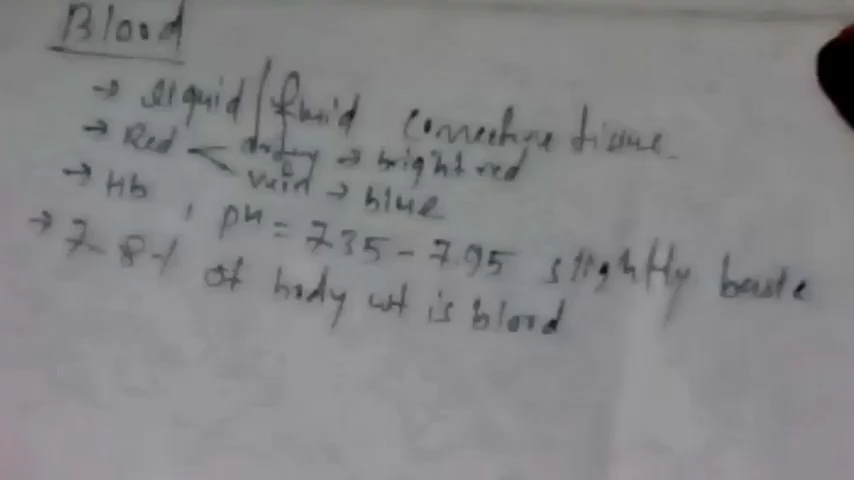 Blood
→ liquid/fluid connective tissue.
→ Red < artery → bright red
vein → blue
→ Hb, pH = 7.35 - 7.95 slightly basic
→ 7-8% of body wt is blood